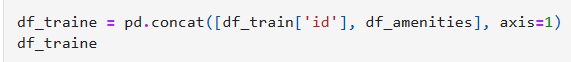 df_traine = pd.concat([df_train['id'], df_amenities], axis=1)
df_traine